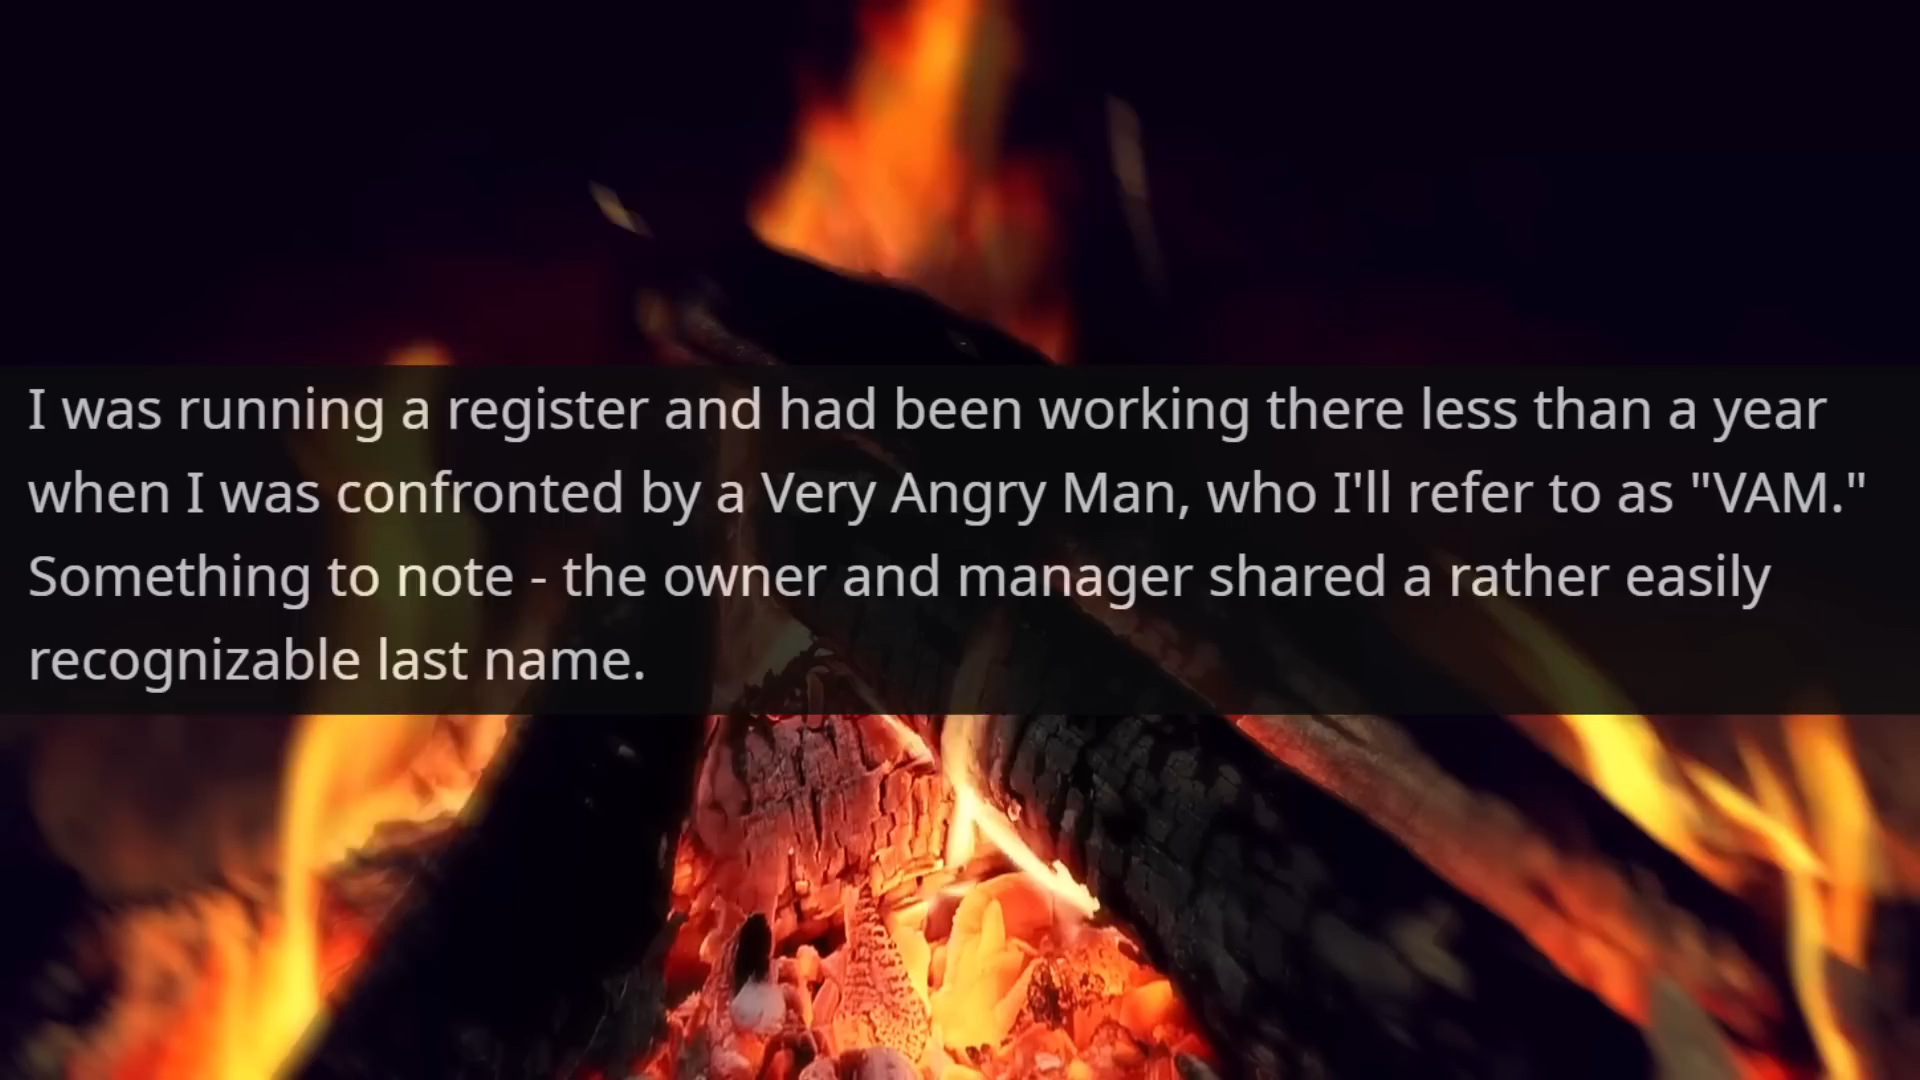 I was running a register and had been working there less than a year
when I was confronted by a Very Angry Man, who I'll refer to as "VAM."
Something to note - the owner and manager shared a rather easily
recognizable last name.